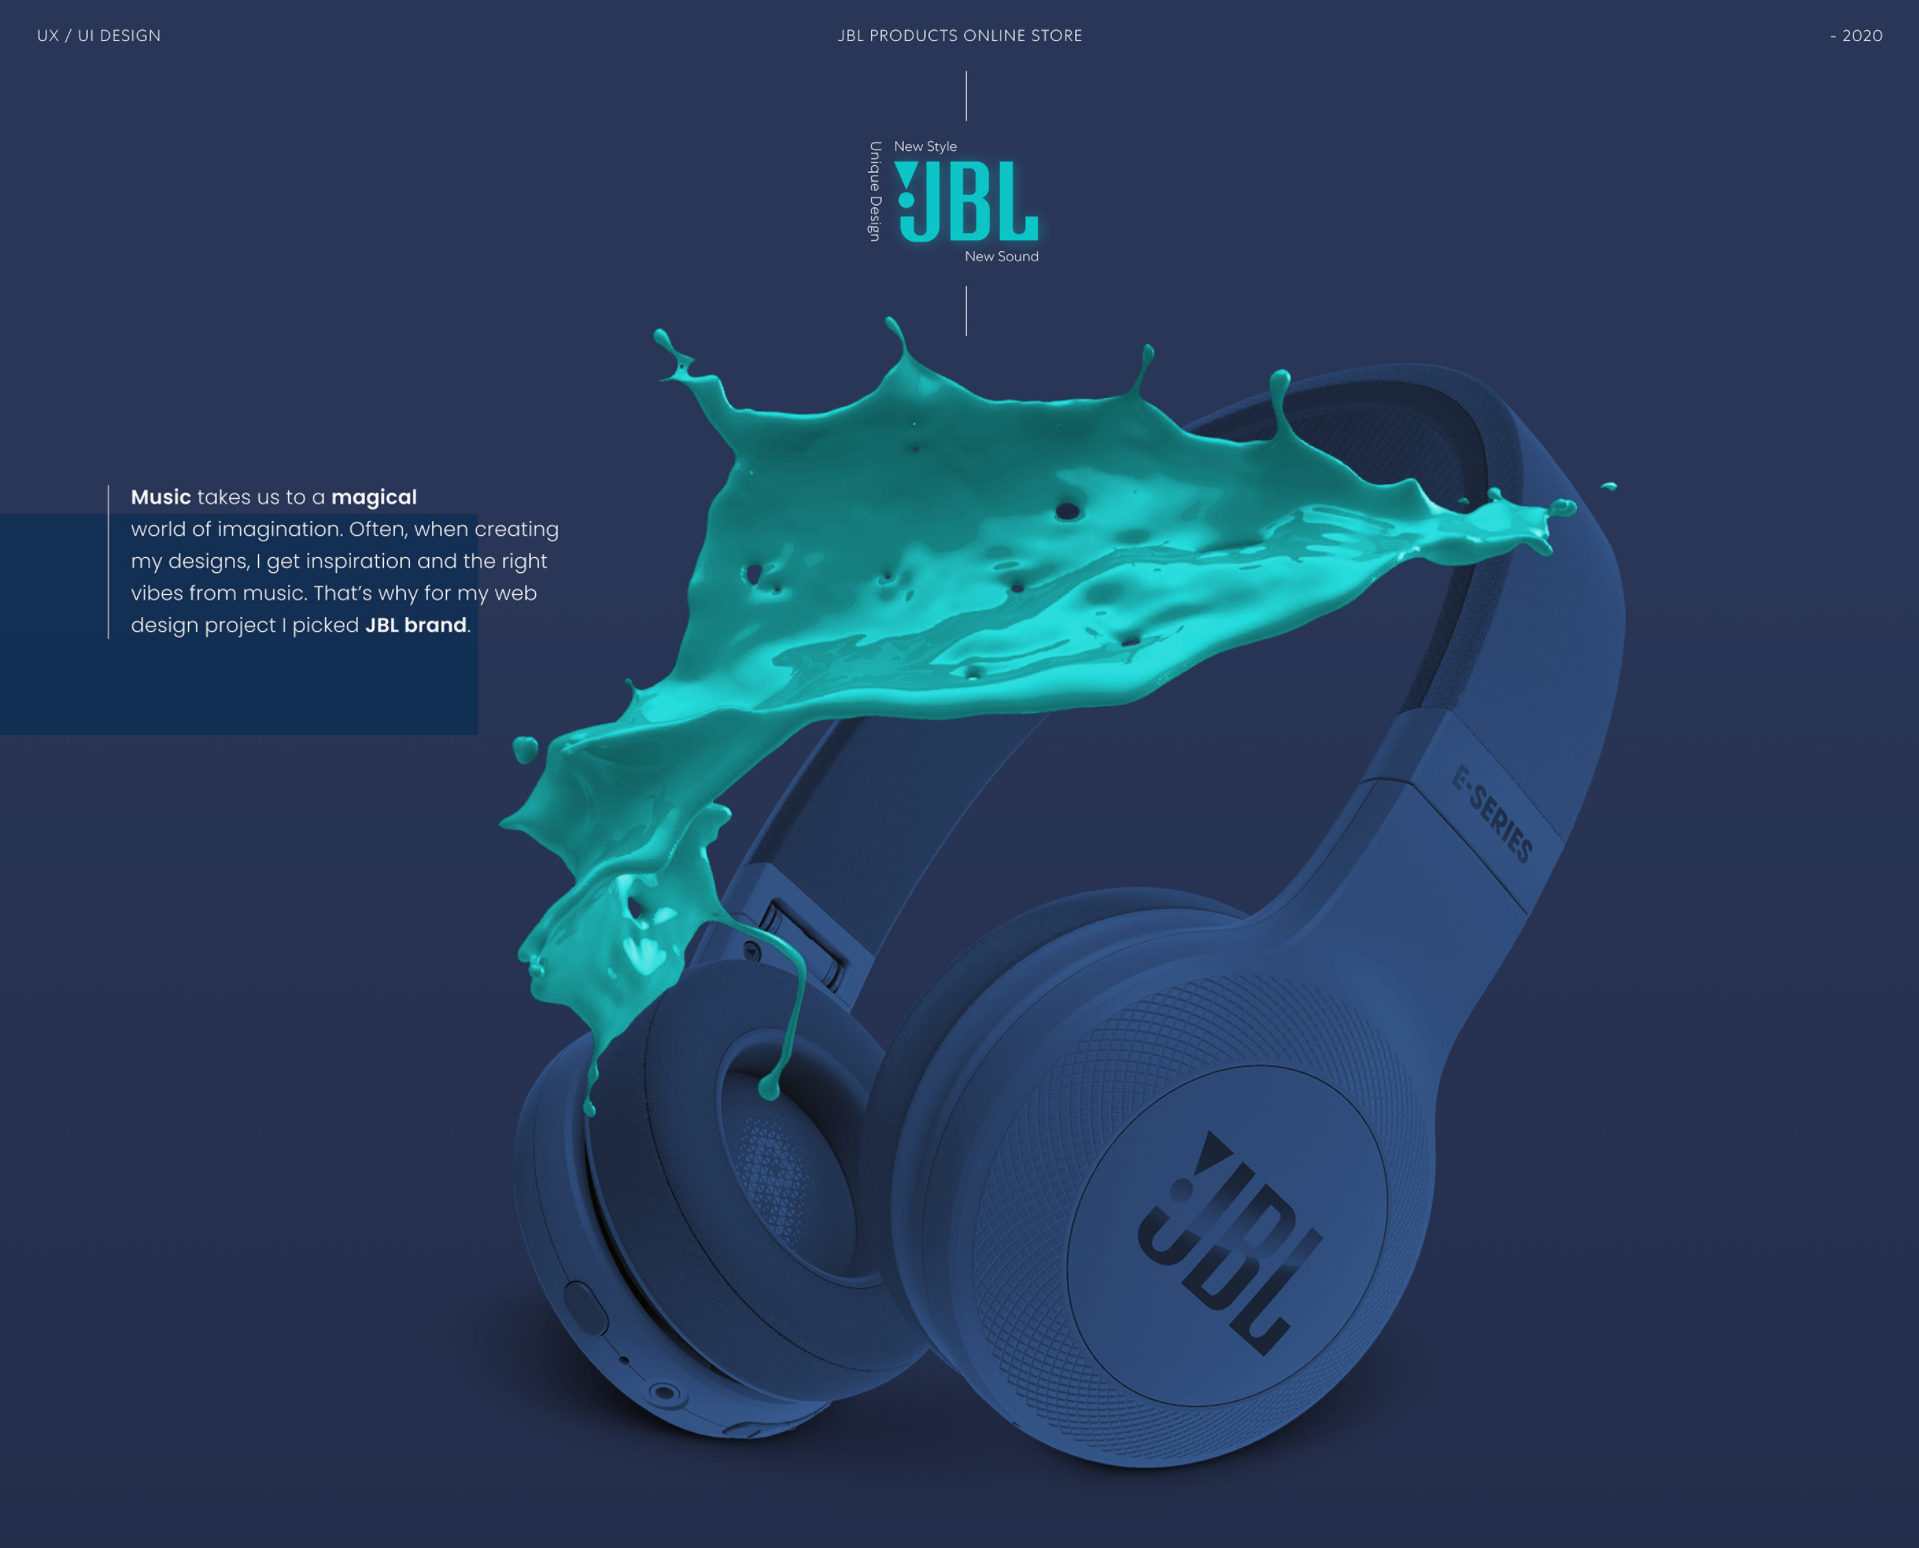 UX / UI DESIGN
JBL PRODUCTS ONLINE STORE
- 2020
Unique Design
New Style
JBL
New Sound
Music takes us to a magical
world of imagination. Often, when creating
my designs, I get inspiration and the right
vibes from music. That’s why for my web
design project I picked JBL brand.
E-SERIES
JBL